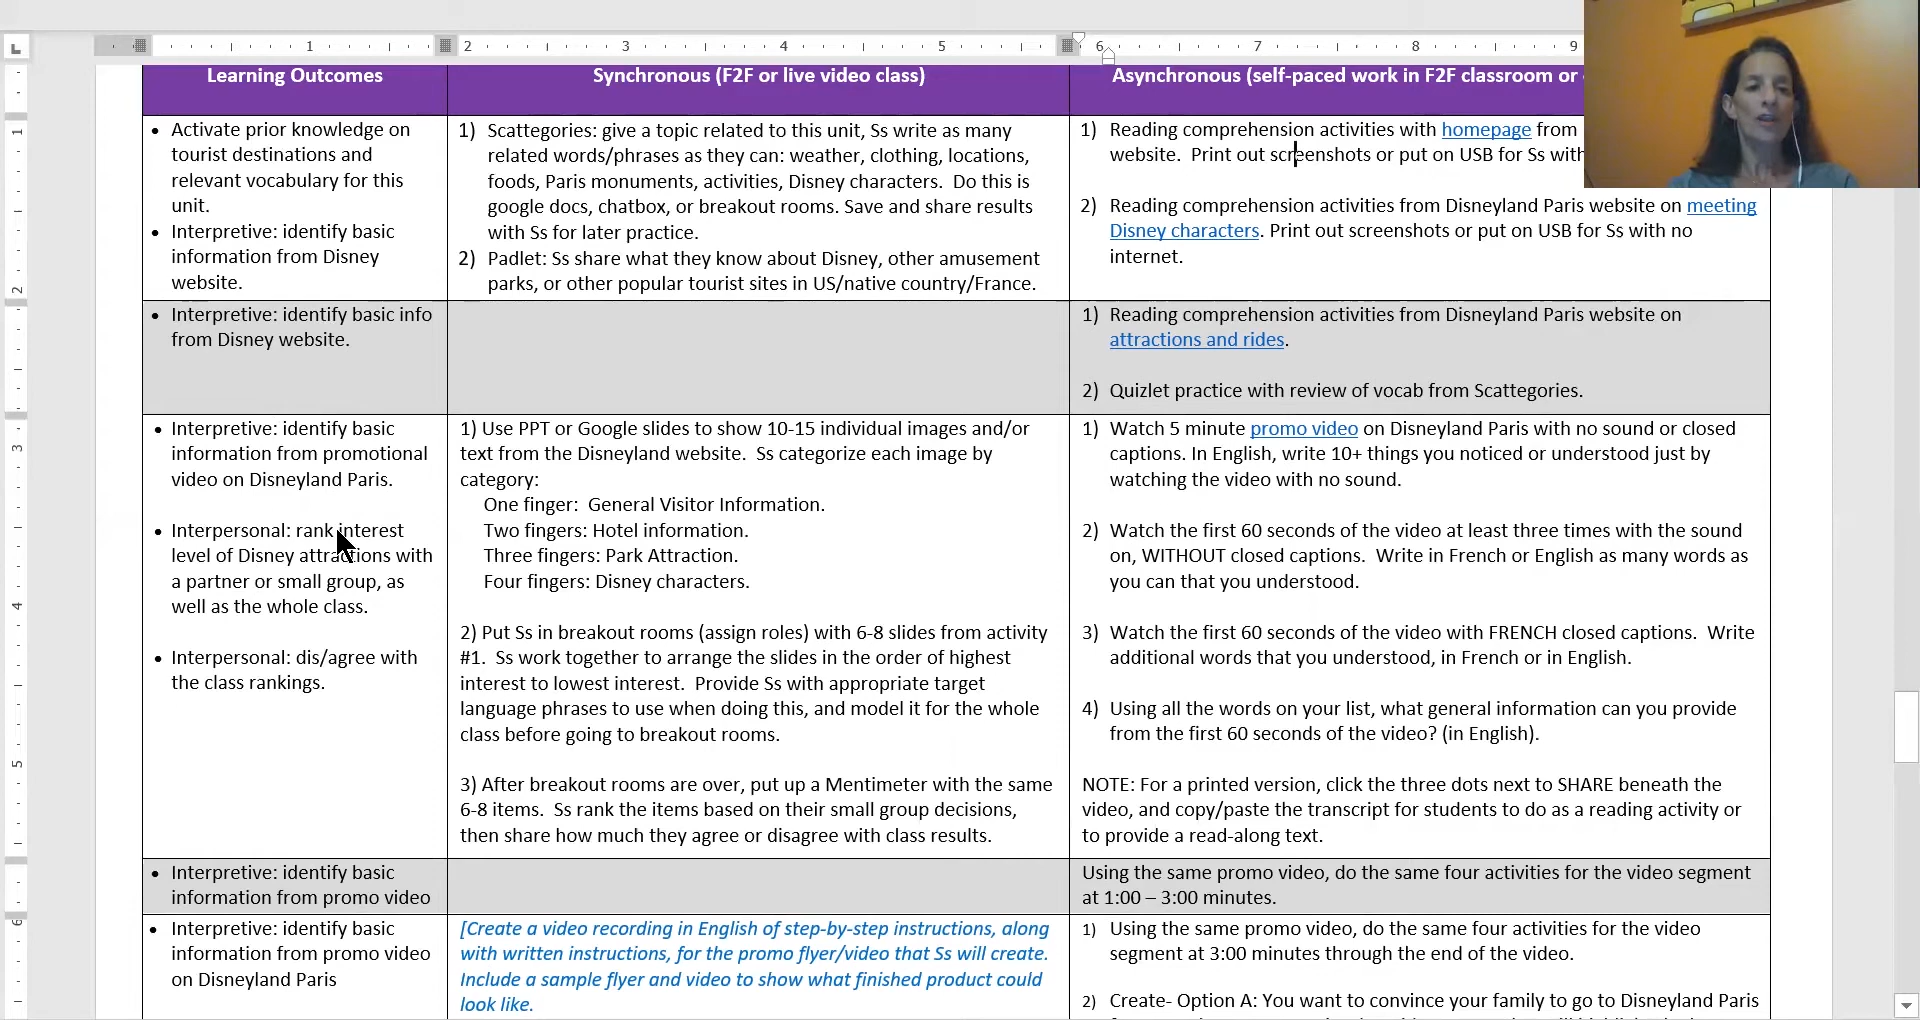 1 2 3 4 5 6 7 8 9
Learning Outcomes
Synchronous (F2F or live video class)
Asynchronous (self-paced work in F2F classroom or
• Activate prior knowledge on
tourist destinations and
relevant vocabulary for this
unit.
• Interpretive: identify basic
information from Disney
website.
1) Scattegories: give a topic related to this unit, Ss write as many
related words/phrases as they can: weather, clothing, locations,
foods, Paris monuments, activities, Disney characters.  Do this is
google docs, chatbox, or breakout rooms. Save and share results
with Ss for later practice.
2) Padlet: Ss share what they know about Disney, other amusement
parks, or other popular tourist sites in US/native country/France.
1) Reading comprehension activities with homepage from
website.  Print out screenshots or put on USB for Ss with
2) Reading comprehension activities from Disneyland Paris website on meeting
Disney characters. Print out screenshots or put on USB for Ss with no
internet.
• Interpretive: identify basic info
from Disney website.
1) Reading comprehension activities from Disneyland Paris website on
attractions and rides.
2) Quizlet practice with review of vocab from Scattegories.
• Interpretive: identify basic
information from promotional
video on Disneyland Paris.
• Interpersonal: rank interest
level of Disney attractions with
a partner or small group, as
well as the whole class.
• Interpersonal: dis/agree with
the class rankings.
1) Use PPT or Google slides to show 10-15 individual images and/or
text from the Disneyland website.  Ss categorize each image by
category:
One finger:  General Visitor Information.
Two fingers: Hotel information.
Three fingers: Park Attraction.
Four fingers: Disney characters.
2) Put Ss in breakout rooms (assign roles) with 6-8 slides from activity
#1.  Ss work together to arrange the slides in the order of highest
interest to lowest interest.  Provide Ss with appropriate target
language phrases to use when doing this, and model it for the whole
class before going to breakout rooms.
3) After breakout rooms are over, put up a Mentimeter with the same
6-8 items.  Ss rank the items based on their small group decisions,
then share how much they agree or disagree with class results.
1) Watch 5 minute promo video on Disneyland Paris with no sound or closed
captions. In English, write 10+ things you noticed or understood just by
watching the video with no sound.
2) Watch the first 60 seconds of the video at least three times with the sound
on, WITHOUT closed captions.  Write in French or English as many words as
you can that you understood.
3) Watch the first 60 seconds of the video with FRENCH closed captions.  Write
additional words that you understood, in French or in English.
4) Using all the words on your list, what general information can you provide
from the first 60 seconds of the video? (in English).
NOTE: For a printed version, click the three dots next to SHARE beneath the
video, and copy/paste the transcript for students to do as a reading activity or
to provide a read-along text.
• Interpretive: identify basic
information from promo video
Using the same promo video, do the same four activities for the video segment
at 1:00 – 3:00 minutes.
• Interpretive: identify basic
information from promo video
on Disneyland Paris
[Create a video recording in English of step-by-step instructions, along
with written instructions, for the promo flyer/video that Ss will create.
Include a sample flyer and video to show what finished product could
look like.
1) Using the same promo video, do the same four activities for the video
segment at 3:00 minutes through the end of the video.
2) Create- Option A: You want to convince your family to go to Disneyland Paris